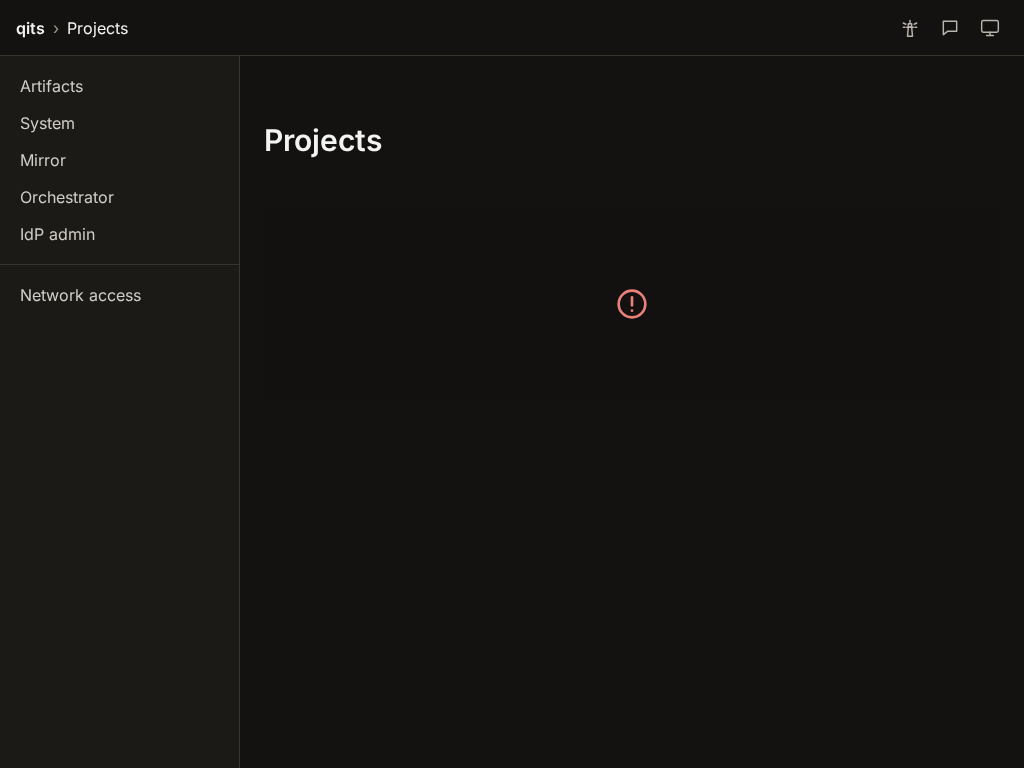 qits › Projects
Artifacts
System
Mirror
Orchestrator
IdP admin
Network access
Projects